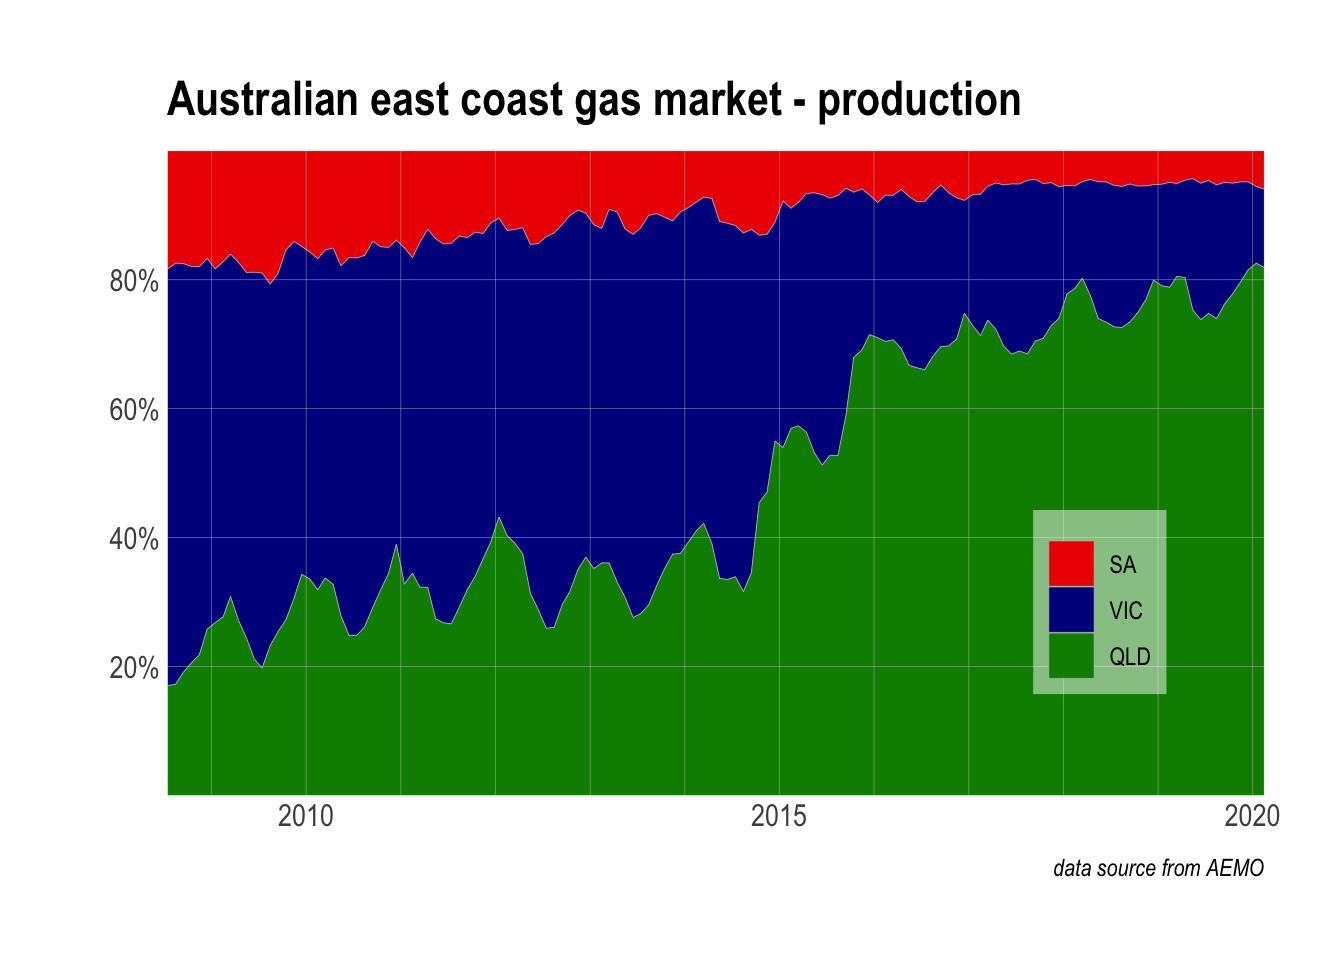 Australian east coast gas market - production
80%
60%
40%
20%
SA
VIC
QLD
2010 2015 2020
data source from AEMO